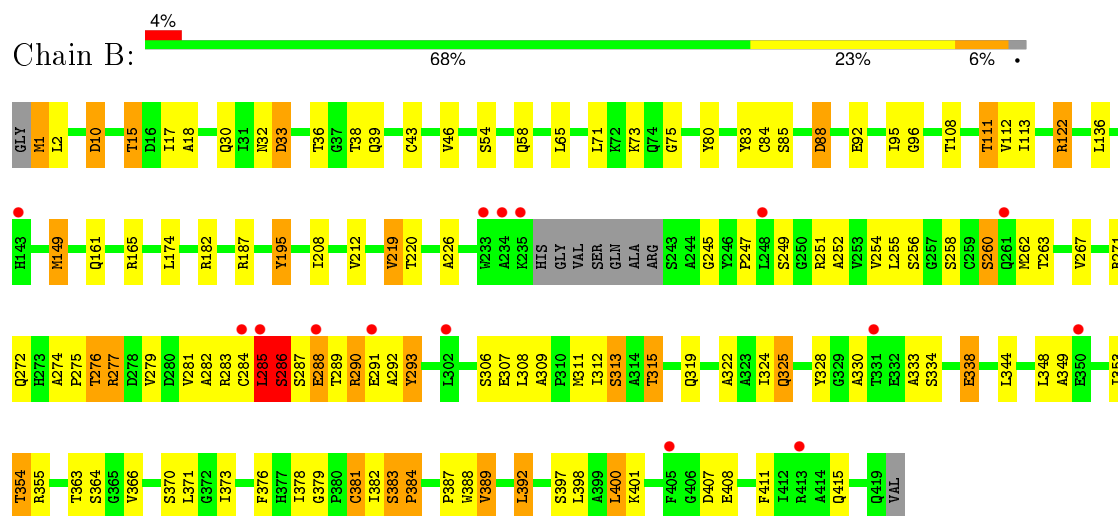 4%
Chain B:
68% 23% 6% •
GLY M1 L2 D10 T15 D16 I17 A18 Q30 I31 N32 D33 T36 G37 T38 Q39 C43 V46 S54 Q58 L65 L71 K72 K73 Q74 G75 Y80 Y83 C84 S85 D88 E92 I95 G96 T108 T111 V112 I113 R122 L136
H143 M149 Q161 R165 L174 R182 R187 Y195 I208 V212 V219 T220 A226 W233 A234 K235 HIS GLY VAL SER GLN ALA ARG S243 A244 G245 Y246 P247 L248 S249 G250 R251 A252 V253 V254 L255 S256 G257 S258 C259 S260 Q261 M262 T263 V267 R271
Q272 H273 A274 P275 T276 R277 D278 V279 D280 V281 A282 R283 C284 L285 S286 S287 E288 T289 R290 E291 A292 Y293 L302 S306 E307 L308 A309 P310 M311 I312 S313 A314 T315 Q319 A322 A323 I324 Q325 Y328 G329 A330 T331 E332 A333 S334 E338 L344 L348 A349 E350 I353
T354 R355 T363 S364 G365 V366 S370 L371 G372 I373 F376 H377 I378 G379 P380 C381 I382 S383 P384 P387 W388 V389 L392 S397 L398 A399 L400 K401 F405 G406 D407 E408 F411 I412 R413 A414 Q415 Q419 VAL